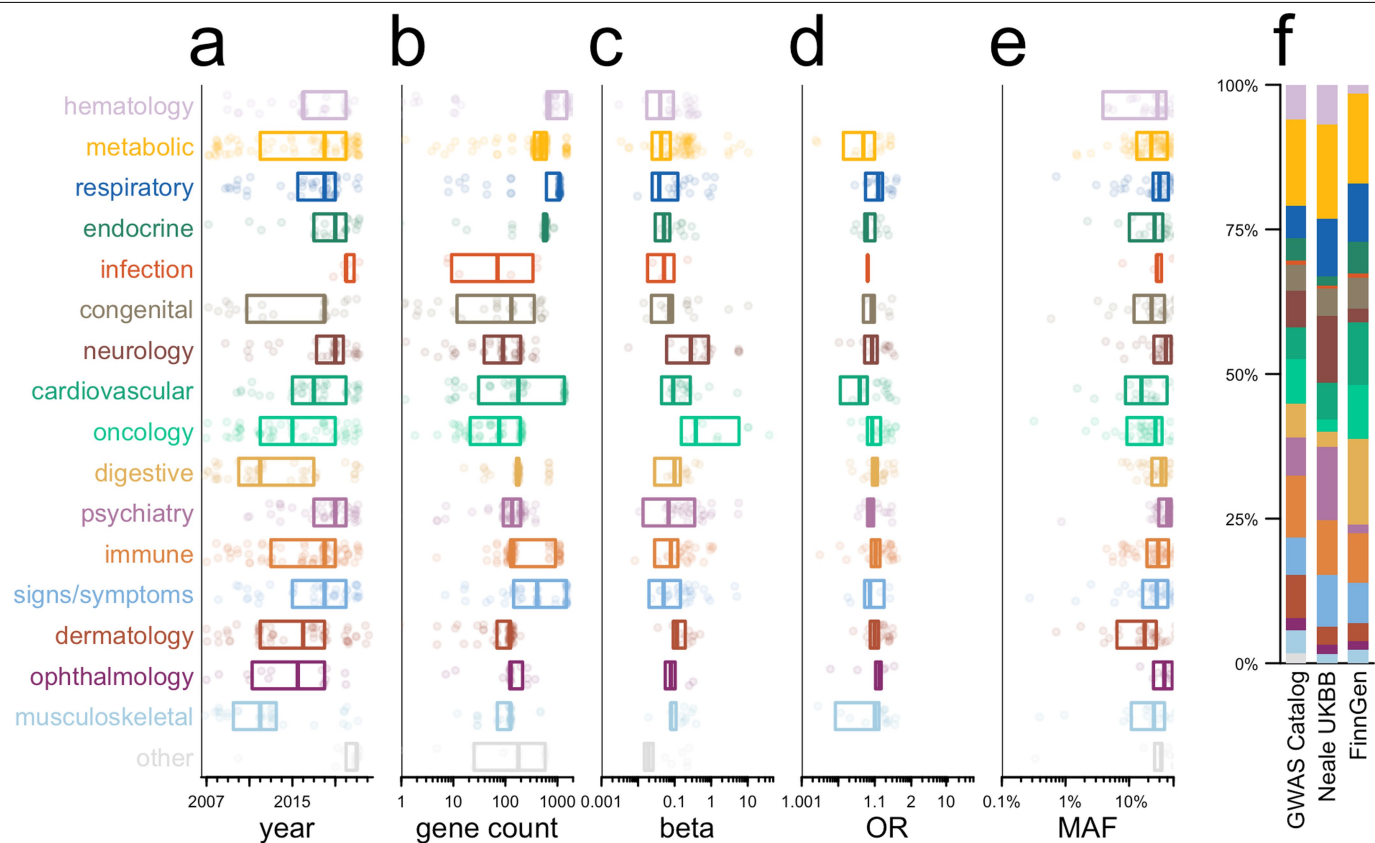 a b c d e f
hematology
metabolic
respiratory
endocrine
infection
congenital
neurology
cardiovascular
oncology
digestive
psychiatry
immune
signs/symptoms
dermatology
ophthalmology
musculoskeletal
other
2007 2015
year
1 10 100 1000
gene count
0.001 0.1 1 10
beta
1.001 1.1 2 10
OR
0.1% 1% 10%
MAF
100%
75%
50%
25%
0%
GWAS Catalog
Neale UKBB
FinnGen